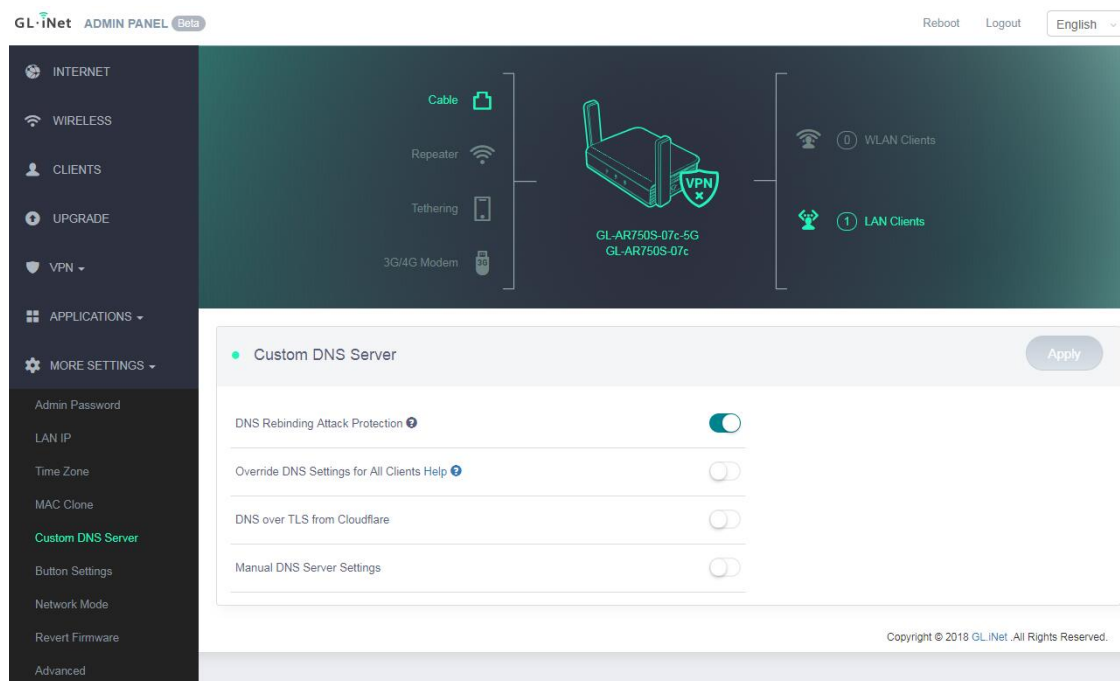 GL·iNet ADMIN PANEL Beta
Reboot Logout English
INTERNET
WIRELESS
CLIENTS
UPGRADE
VPN
APPLICATIONS
MORE SETTINGS
Admin Password
LAN IP
Time Zone
MAC Clone
Custom DNS Server
Button Settings
Network Mode
Revert Firmware
Advanced
Cable
Repeater
Tethering
3G/4G Modem
3G
VPN
GL-AR750S-07c-5G
GL-AR750S-07c
0 WLAN Clients
1 LAN Clients
Custom DNS Server
Apply
DNS Rebinding Attack Protection ?
Override DNS Settings for All Clients Help ?
DNS over TLS from Cloudflare
Manual DNS Server Settings
Copyright © 2018 GL.iNet .All Rights Reserved.